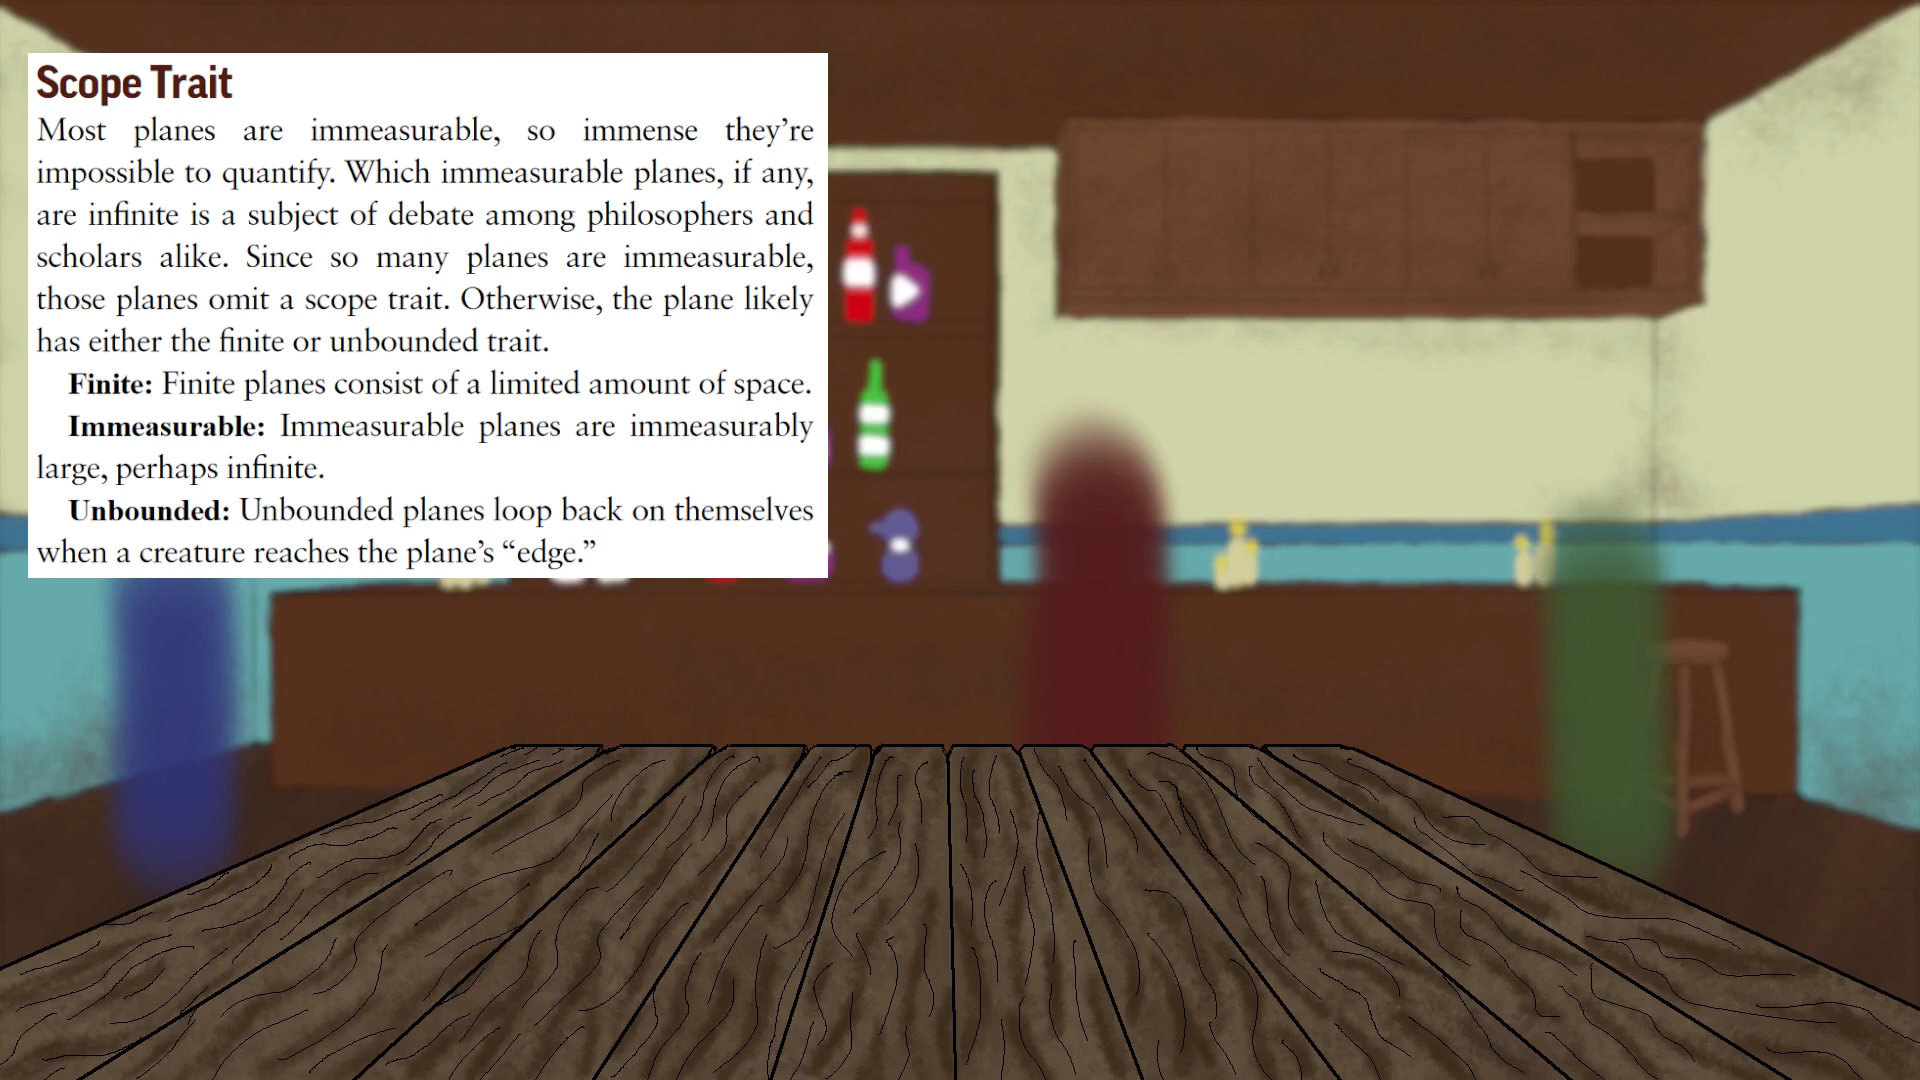 Scope Trait
Most planes are immeasurable, so immense they’re
impossible to quantify. Which immeasurable planes, if any,
are infinite is a subject of debate among philosophers and
scholars alike. Since so many planes are immeasurable,
those planes omit a scope trait. Otherwise, the plane likely
has either the finite or unbounded trait.
Finite: Finite planes consist of a limited amount of space.
Immeasurable: Immeasurable planes are immeasurably
large, perhaps infinite.
Unbounded: Unbounded planes loop back on themselves
when a creature reaches the plane’s “edge.”